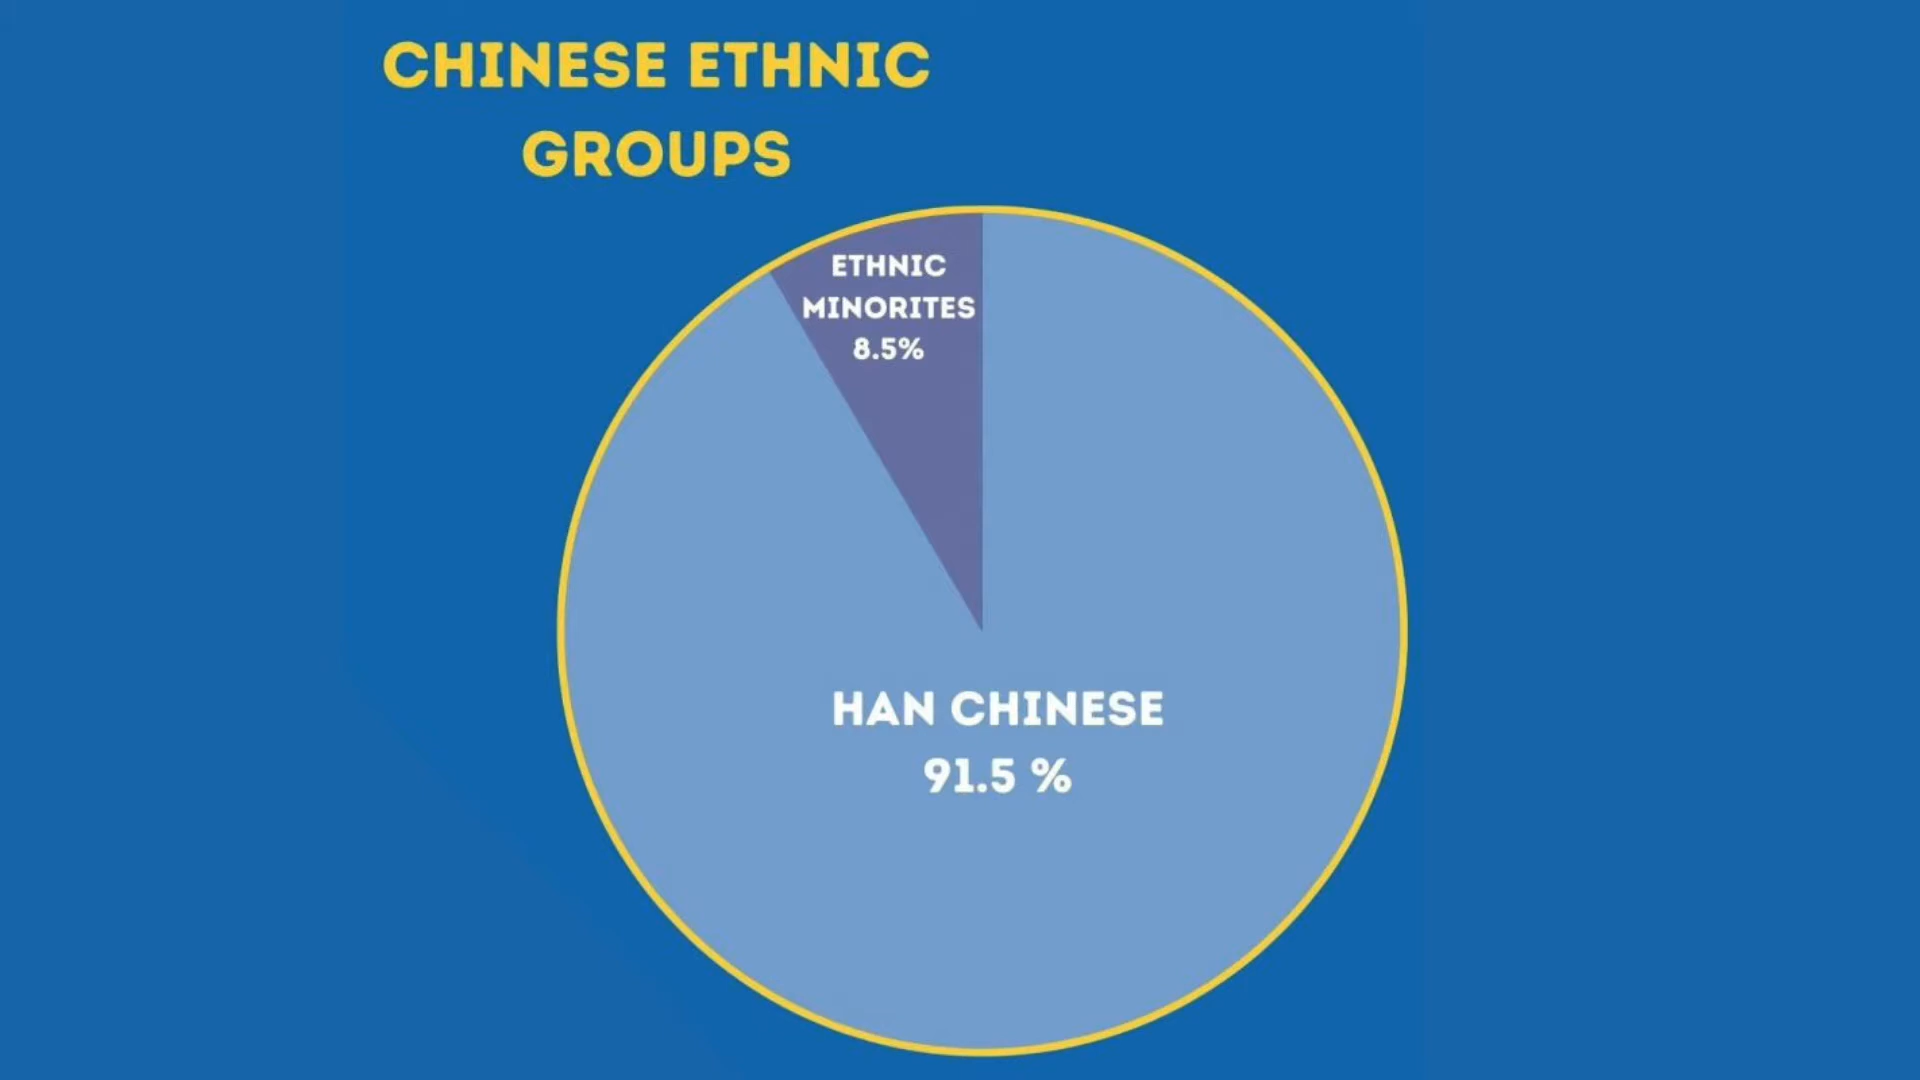 CHINESE ETHNIC
GROUPS
ETHNIC
MINORITES
8.5%
HAN CHINESE
91.5 %